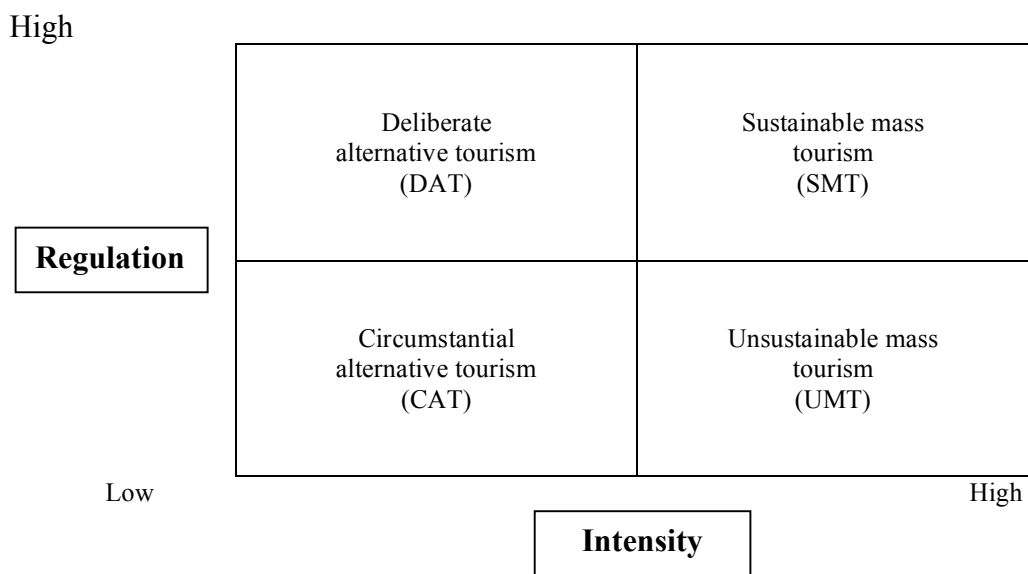 High
Deliberate
alternative tourism
(DAT)
Sustainable mass
tourism
(SMT)
Regulation
Circumstantial
alternative tourism
(CAT)
Unsustainable mass
tourism
(UMT)
Low
High
Intensity